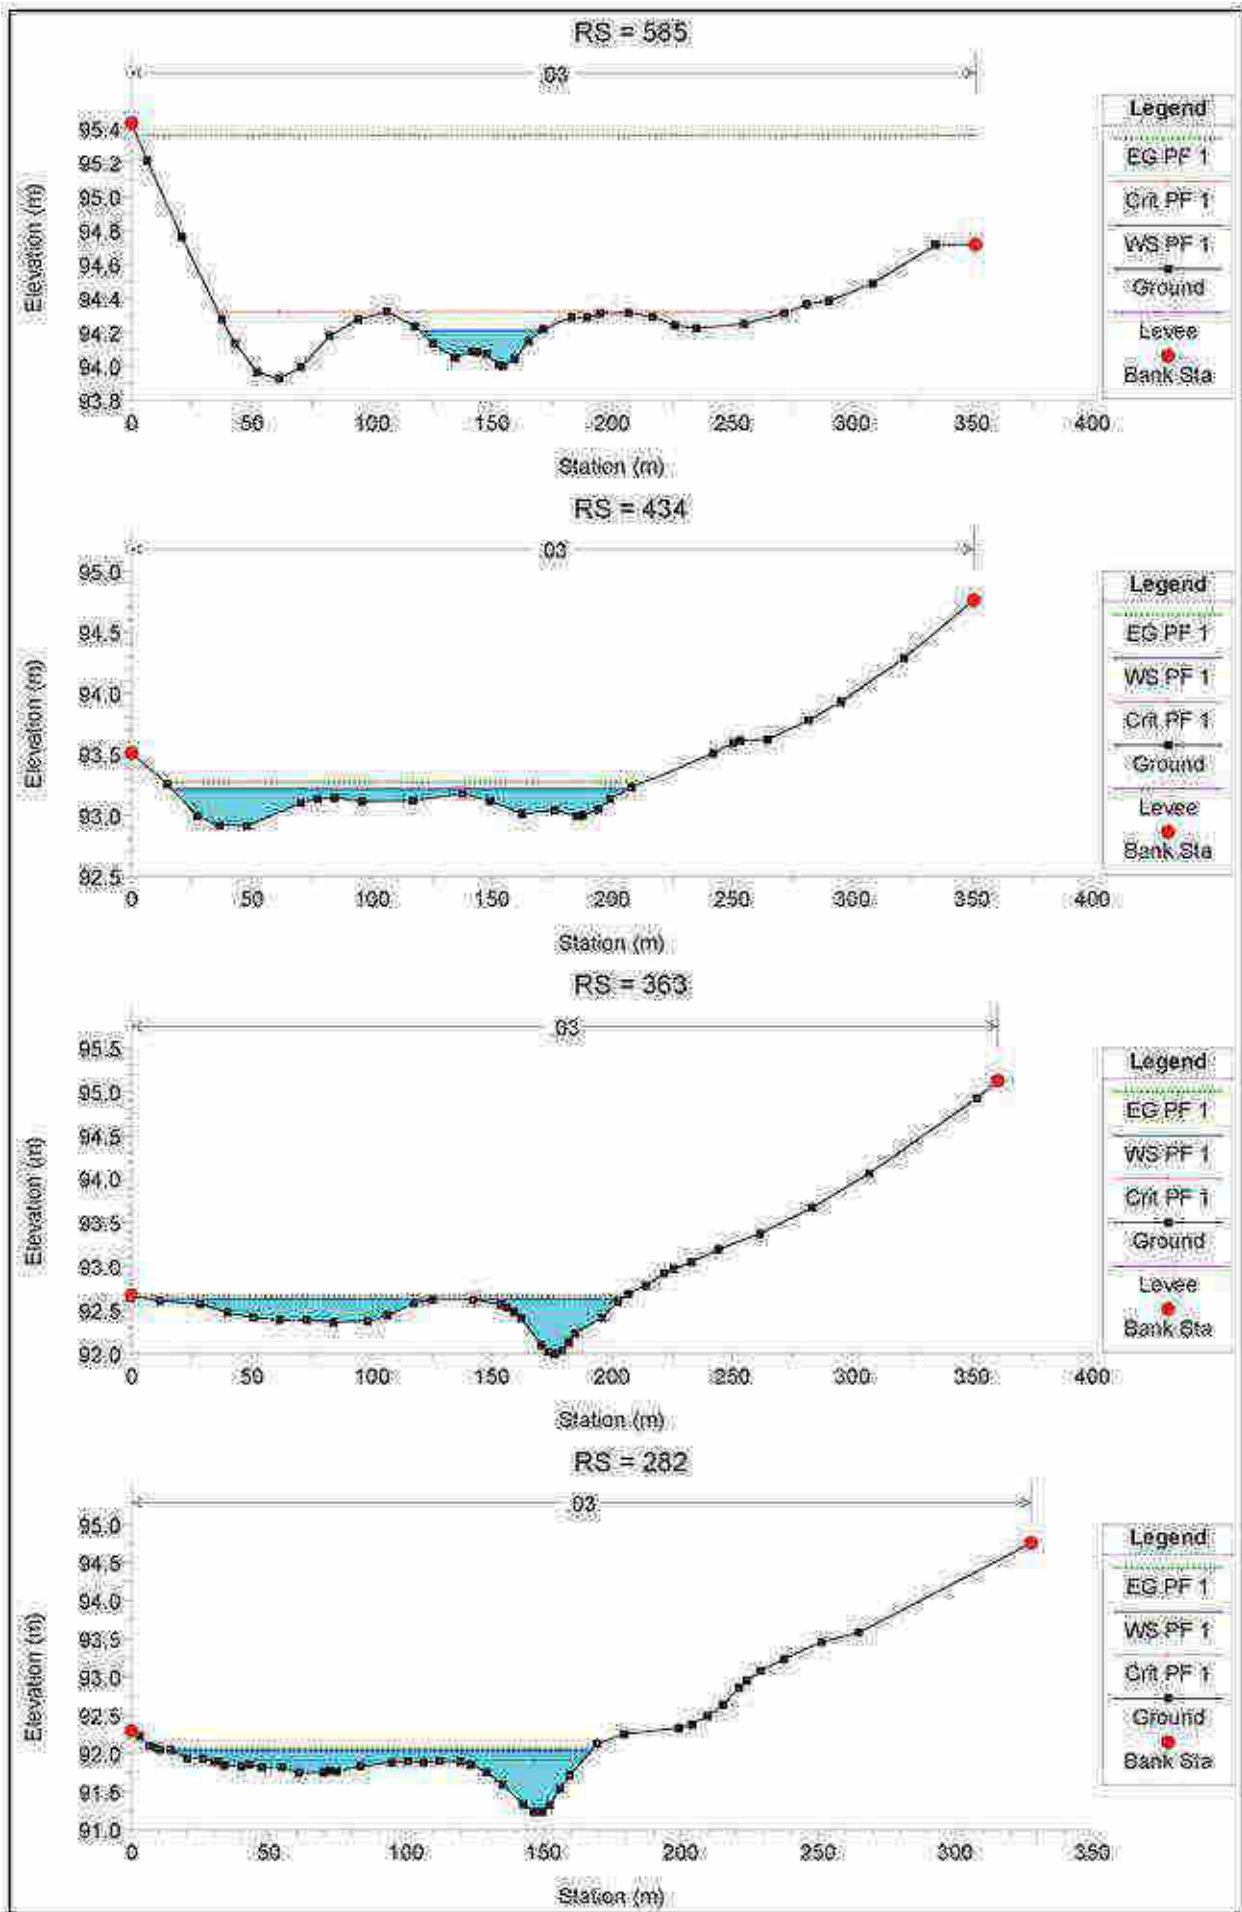 RS = 585
03
95.4
95.2
95.0
94.8
94.6
94.4
94.2
94.0
93.8
Elevation (m)
0 50 100 150 200 250 300 350 400
Station (m)
Legend
EG PF 1
Crit PF 1
WS PF 1
Ground
Levee
Bank Sta
RS = 434
03
95.0
94.5
94.0
93.5
93.0
92.5
Elevation (m)
0 50 100 150 200 250 300 350 400
Station (m)
Legend
EG PF 1
WS PF 1
Crit PF 1
Ground
Levee
Bank Sta
RS = 363
03
95.5
95.0
94.5
94.0
93.5
93.0
92.5
92.0
Elevation (m)
0 50 100 150 200 250 300 350 400
Station (m)
Legend
EG PF 1
WS PF 1
Crit PF 1
Ground
Levee
Bank Sta
RS = 282
03
95.0
94.5
94.0
93.5
93.0
92.5
92.0
91.5
91.0
Elevation (m)
0 50 100 150 200 250 300 350
Station (m)
Legend
EG PF 1
WS PF 1
Crit PF 1
Ground
Bank Sta